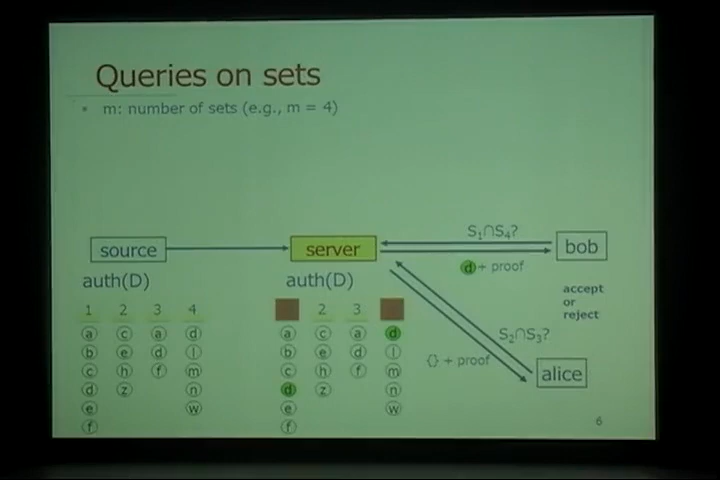 Queries on sets
m: number of sets (e.g., m = 4)
S₁∩S₄?
source
server
bob
d + proof
auth(D)
auth(D)
accept
or
reject
1 2 3 4
2 3
a c a d
a c a d
b e d l
b e d l
S₂∩S₃?
c h f m
c h f m
{} + proof
alice
d z n
d z n
e w
e w
f
f
6